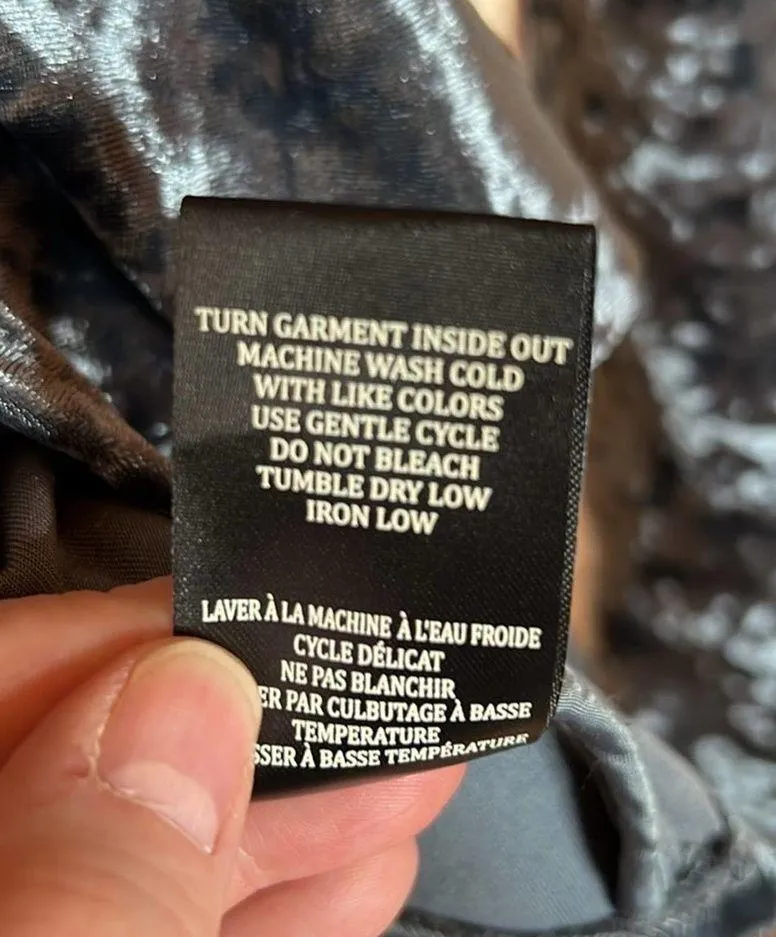 TURN GARMENT INSIDE OUT
MACHINE WASH COLD
WITH LIKE COLORS
USE GENTLE CYCLE
DO NOT BLEACH
TUMBLE DRY LOW
IRON LOW
LAVER À LA MACHINE À L'EAU FROIDE
CYCLE DÉLICAT
NE PAS BLANCHIR
PAR CULBUTAGE À BASSE
TEMPERATURE
À BASSE TEMPÉRATURE